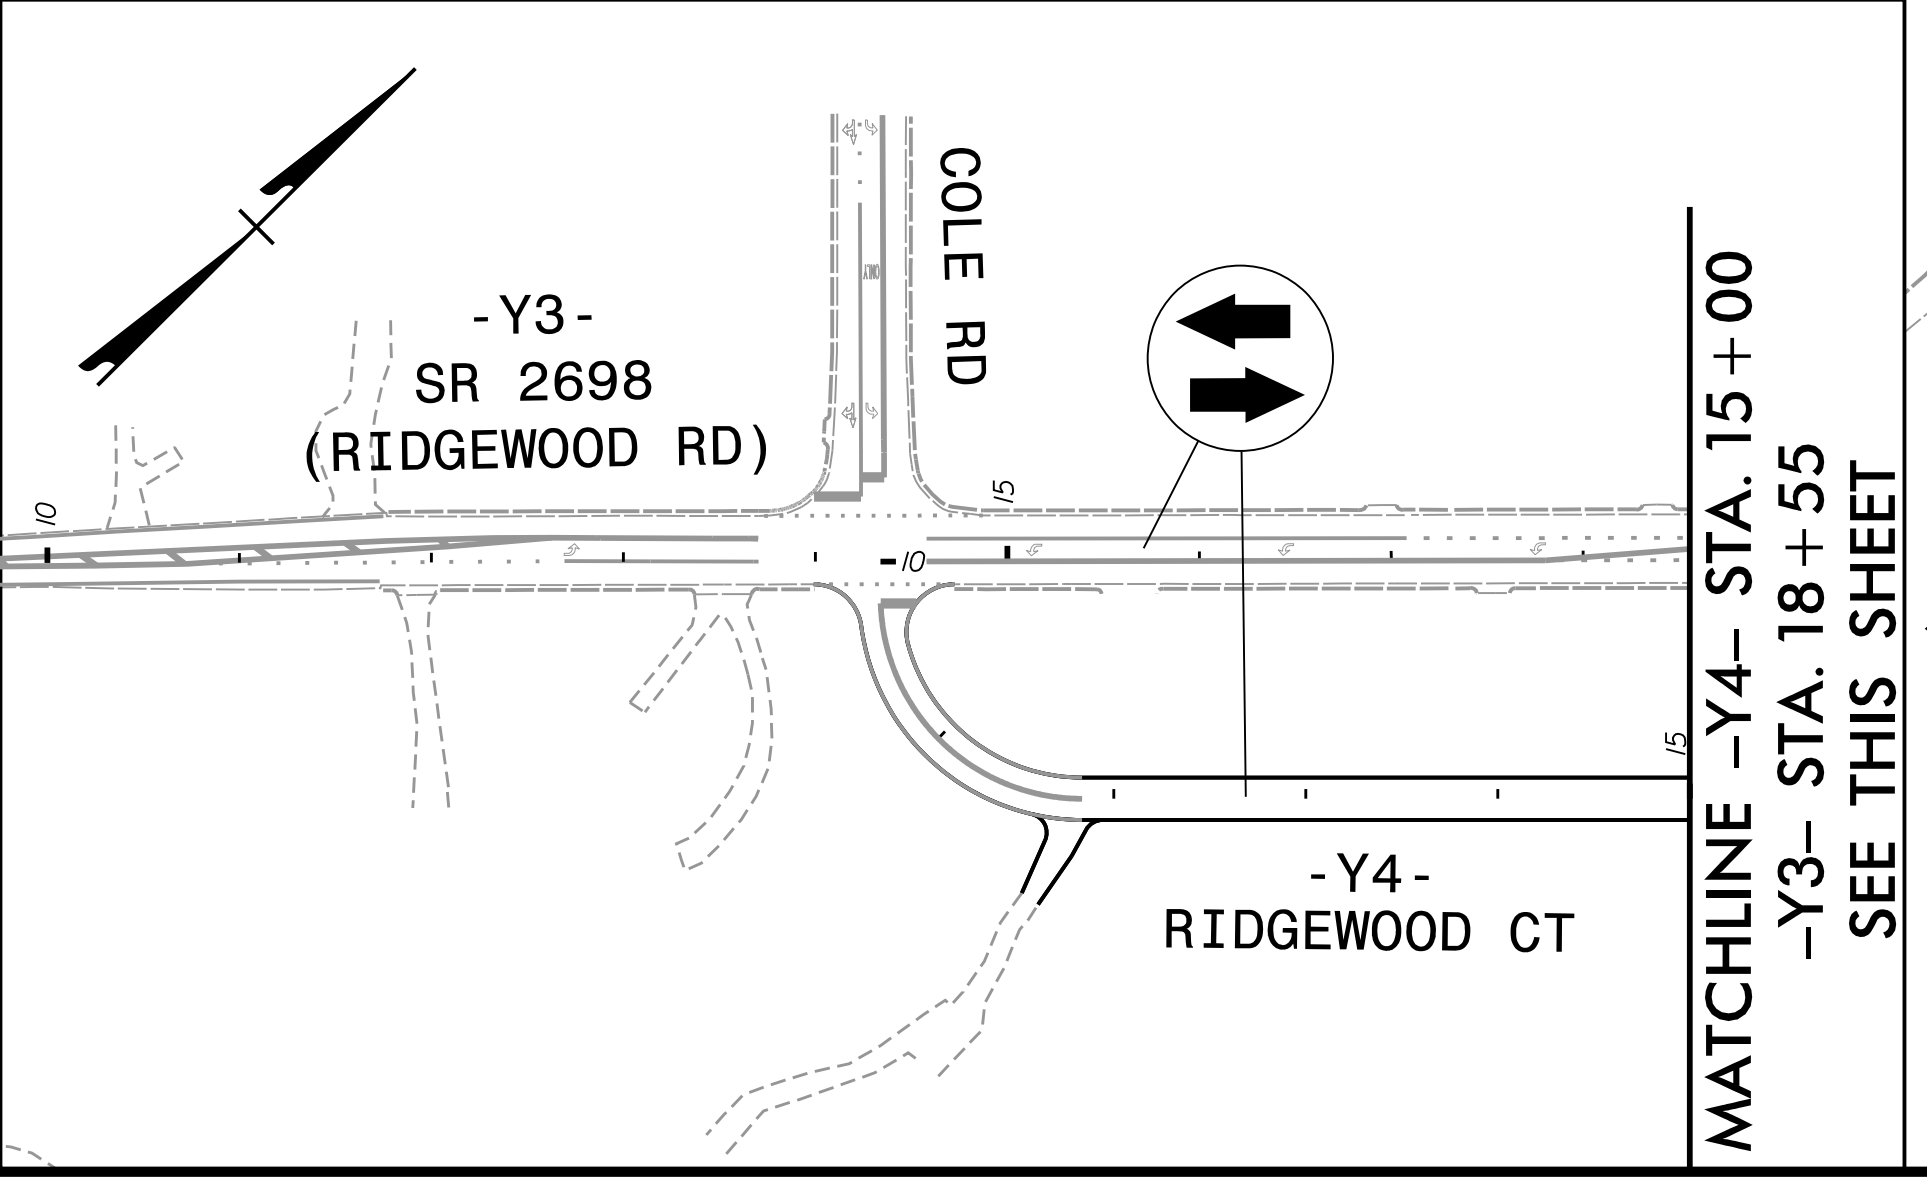 -Y3-
SR 2698
(RIDGEWOOD RD)
COLE RD
ONLY
10
15
10
15
-Y4-
RIDGEWOOD CT
MATCHLINE -Y4- STA. 15+00
-Y3- STA. 18+55
SEE THIS SHEET